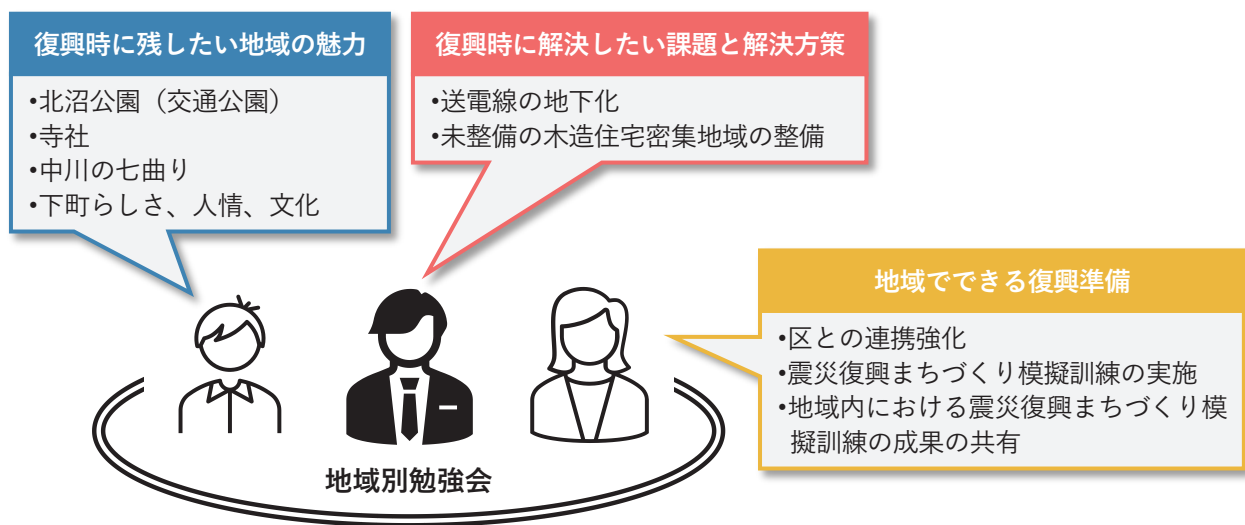 復興時に残したい地域の魅力
•北沼公園（交通公園）
•寺社
•中川の七曲り
•下町らしさ、人情、文化
復興時に解決したい課題と解決方策
•送電線の地下化
•未整備の木造住宅密集地域の整備
地域でできる復興準備
•区との連携強化
•震災復興まちづくり模擬訓練の実施
•地域内における震災復興まちづくり模
擬訓練の成果の共有
地域別勉強会